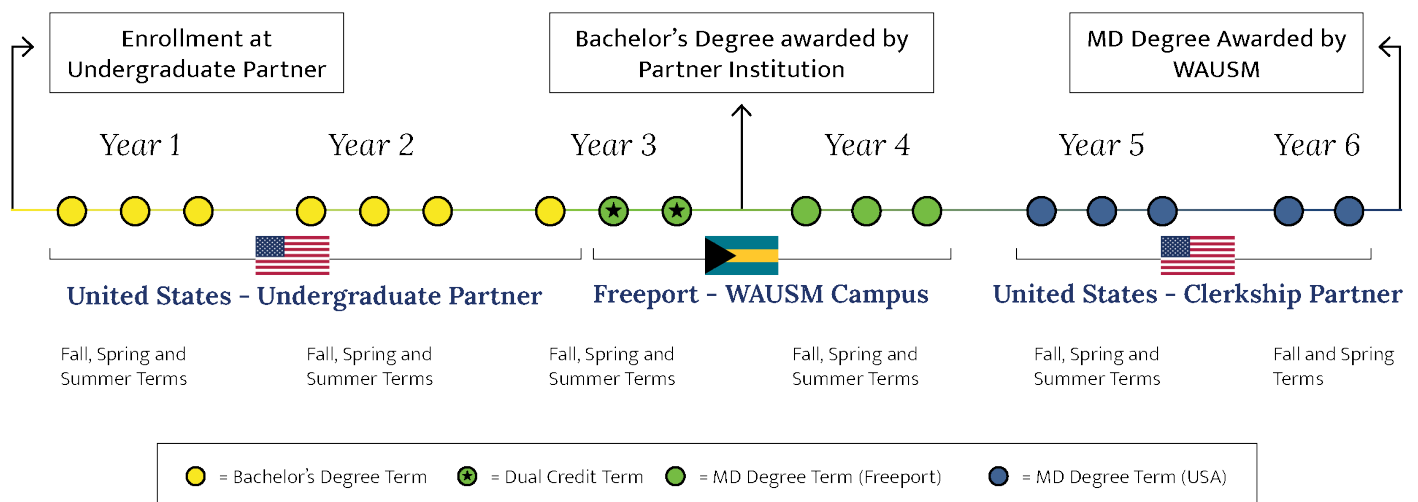 Enrollment at
Undergraduate Partner
Bachelor's Degree awarded by
Partner Institution
MD Degree Awarded by
WAUSM
Year 1
Year 2
Year 3
Year 4
Year 5
Year 6
United States - Undergraduate Partner
Freeport - WAUSM Campus
United States - Clerkship Partner
Fall, Spring and
Summer Terms
Fall, Spring and
Summer Terms
Fall, Spring and
Summer Terms
Fall, Spring and
Summer Terms
Fall, Spring and
Summer Terms
Fall and Spring
Terms
= Bachelor's Degree Term
= Dual Credit Term
= MD Degree Term (Freeport)
= MD Degree Term (USA)